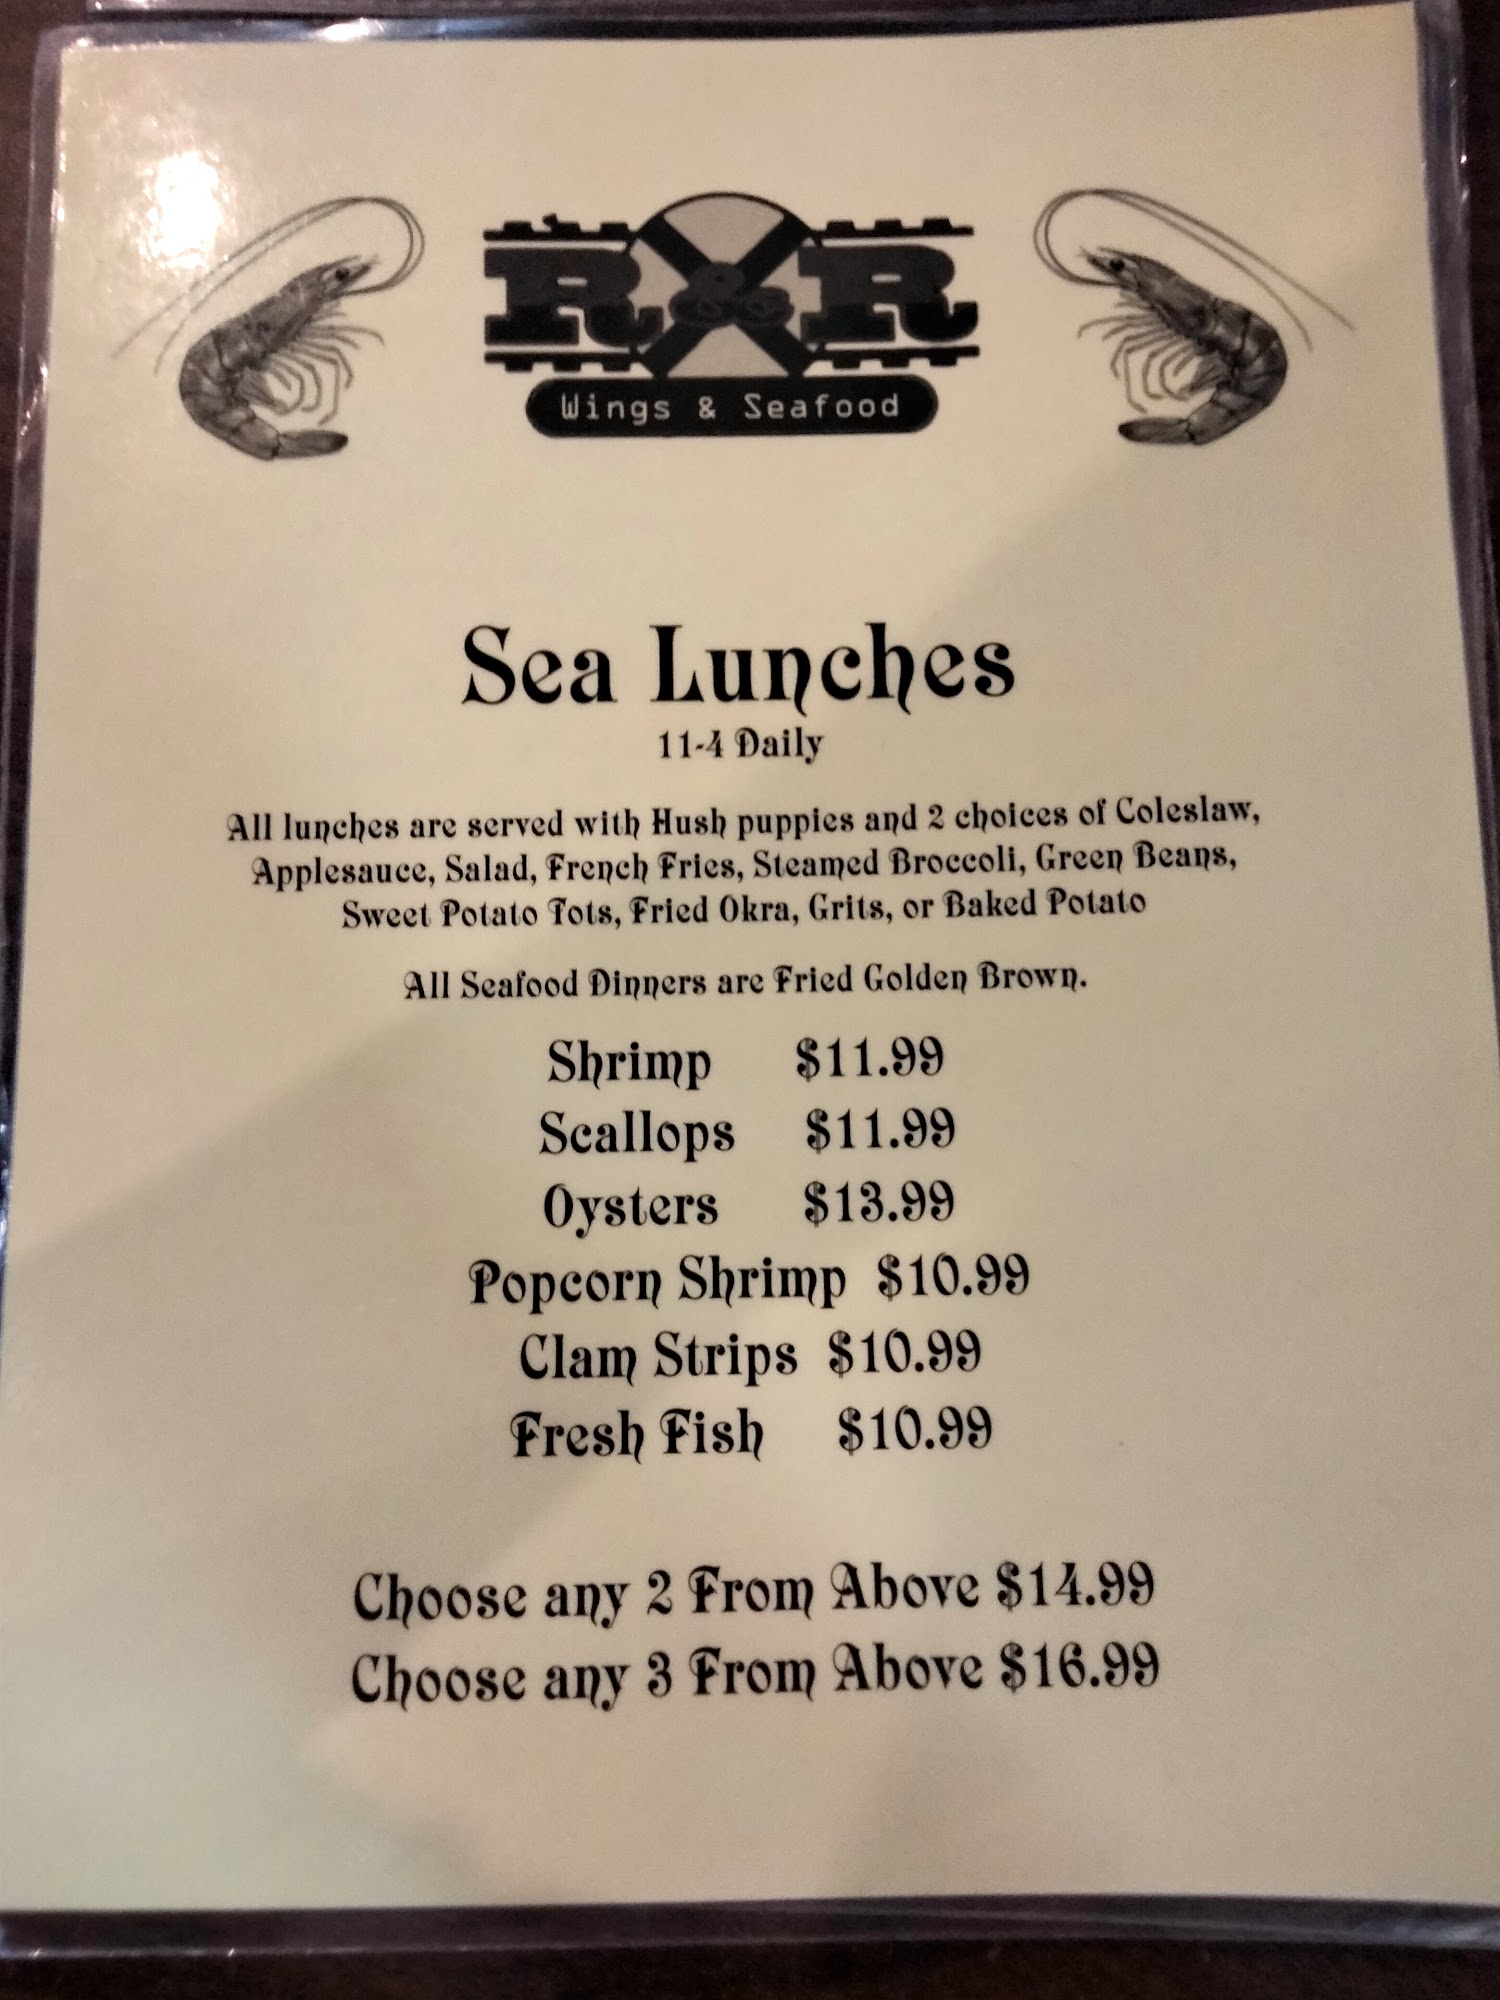 R & R
Wings & Seafood
Sea Lunches
11-4 Daily
All lunches are served with Hush puppies and 2 choices of Coleslaw,
Applesauce, Salad, French Fries, Steamed Broccoli, Green Beans,
Sweet Potato Tots, Fried Okra, Grits, or Baked Potato
All Seafood Dinners are Fried Golden Brown.
Shrimp $11.99
Scallops $11.99
Oysters $13.99
Popcorn Shrimp $10.99
Clam Strips $10.99
Fresh Fish $10.99
Choose any 2 From Above $14.99
Choose any 3 From Above $16.99